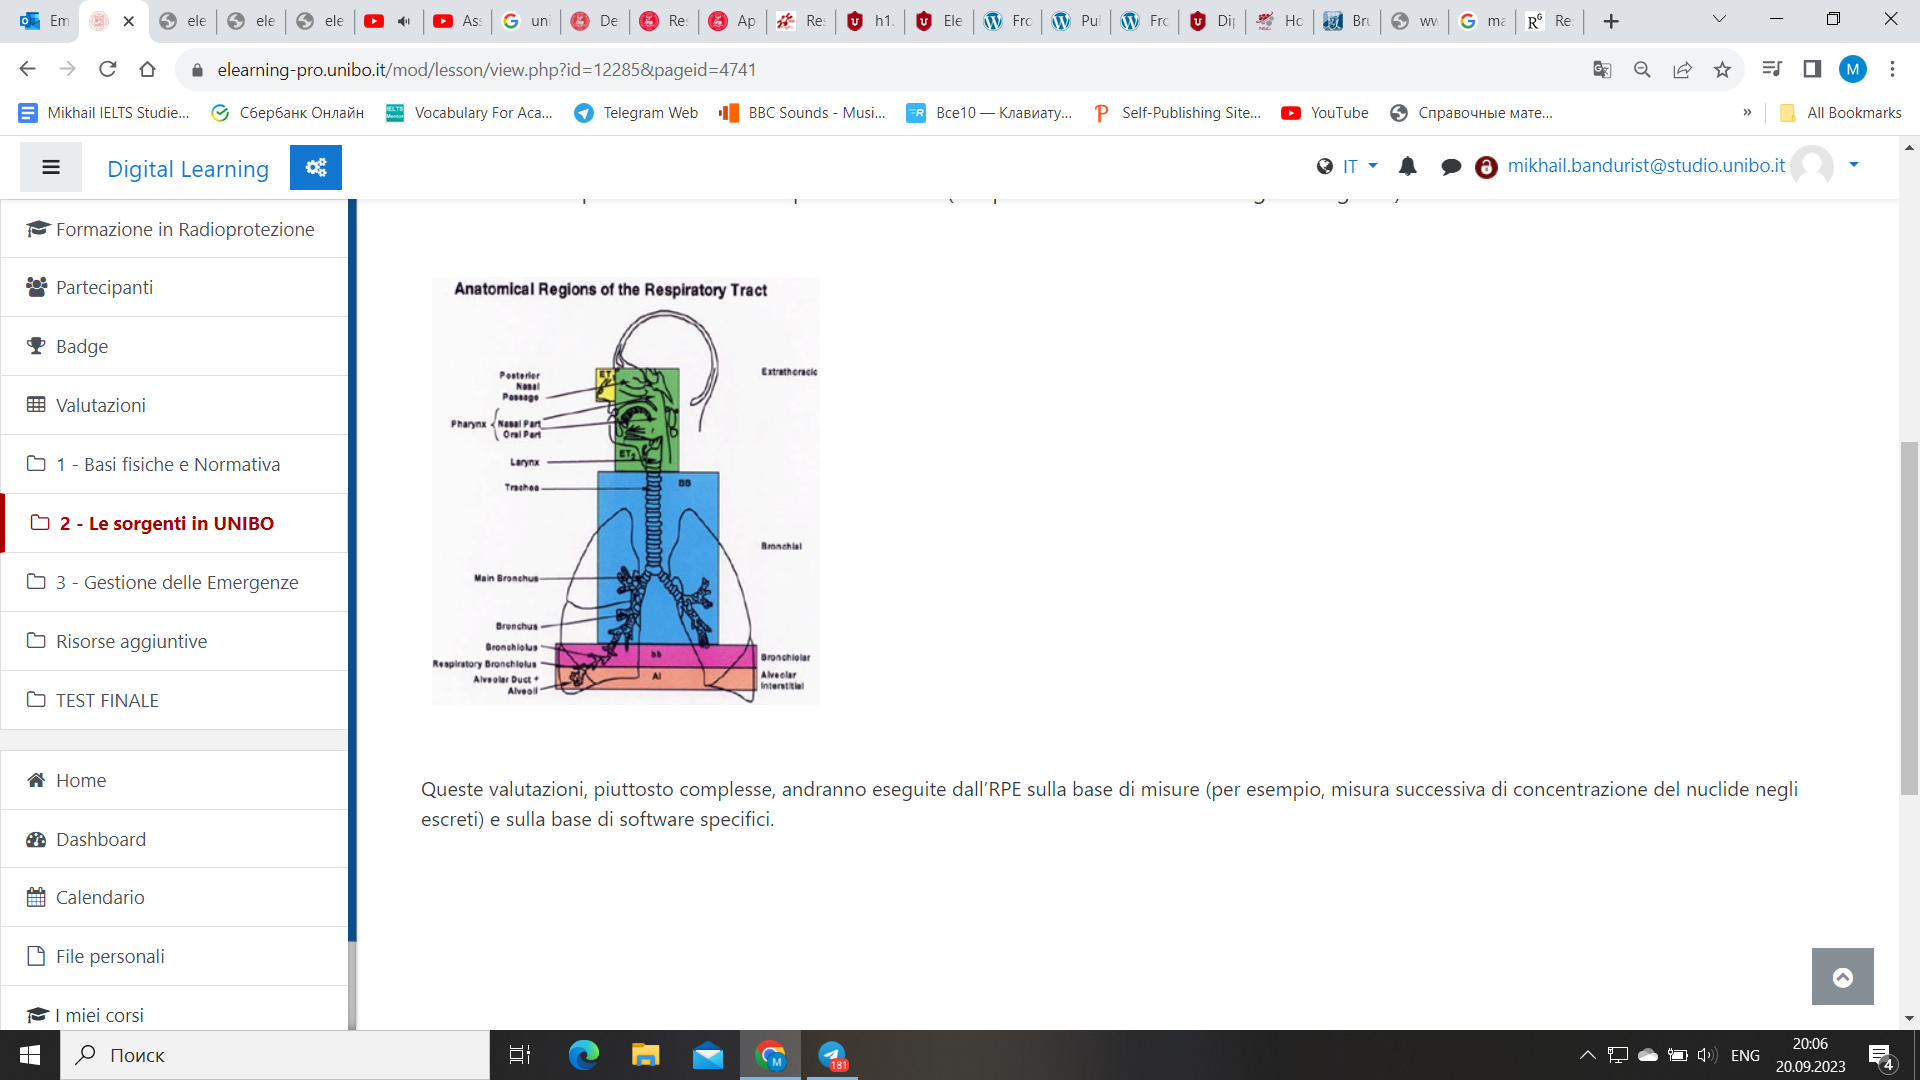 Em
ele
ele
ele
Ass
uni
De
Res
Ap
Res
h1.
Ele
Fro
Pul
Fro
Dip
Ho
Bru
ww
ma
Re
elearning-pro.unibo.it/mod/lesson/view.php?id=12285&pageid=4741
M
Mikhail IELTS Studie...
Сбербанк Онлайн
Vocabulary For Aca...
Telegram Web
BBC Sounds - Musi...
Все10 — Клавиату...
Self-Publishing Site...
YouTube
Справочные мате...
»
All Bookmarks
Digital Learning
IT
mikhail.bandurist@studio.unibo.it
Formazione in Radioprotezione
Partecipanti
Badge
Valutazioni
1 - Basi fisiche e Normativa
2 - Le sorgenti in UNIBO
3 - Gestione delle Emergenze
Risorse aggiuntive
TEST FINALE
Home
Dashboard
Calendario
File personali
I miei corsi
Anatomical Regions of the Respiratory Tract
Posterior
Nasal
Passage
Pharynx
Nasal Part
Oral Part
Larynx
Trachea
Main Bronchus
Bronchus
Bronchiolus
Respiratory Bronchiolus
Alveolar Duct +
Alveoli
ET
ET2
BB
bb
AI
Extrathoracic
Bronchial
Bronchiolar
Alveolar
Interstitial
Queste valutazioni, piuttosto complesse, andranno eseguite dall’RPE sulla base di misure (per esempio, misura successiva di concentrazione del nuclide negli
escreti) e sulla base di software specifici.
Поиск
M
181
ENG
20:06
20.09.2023
4